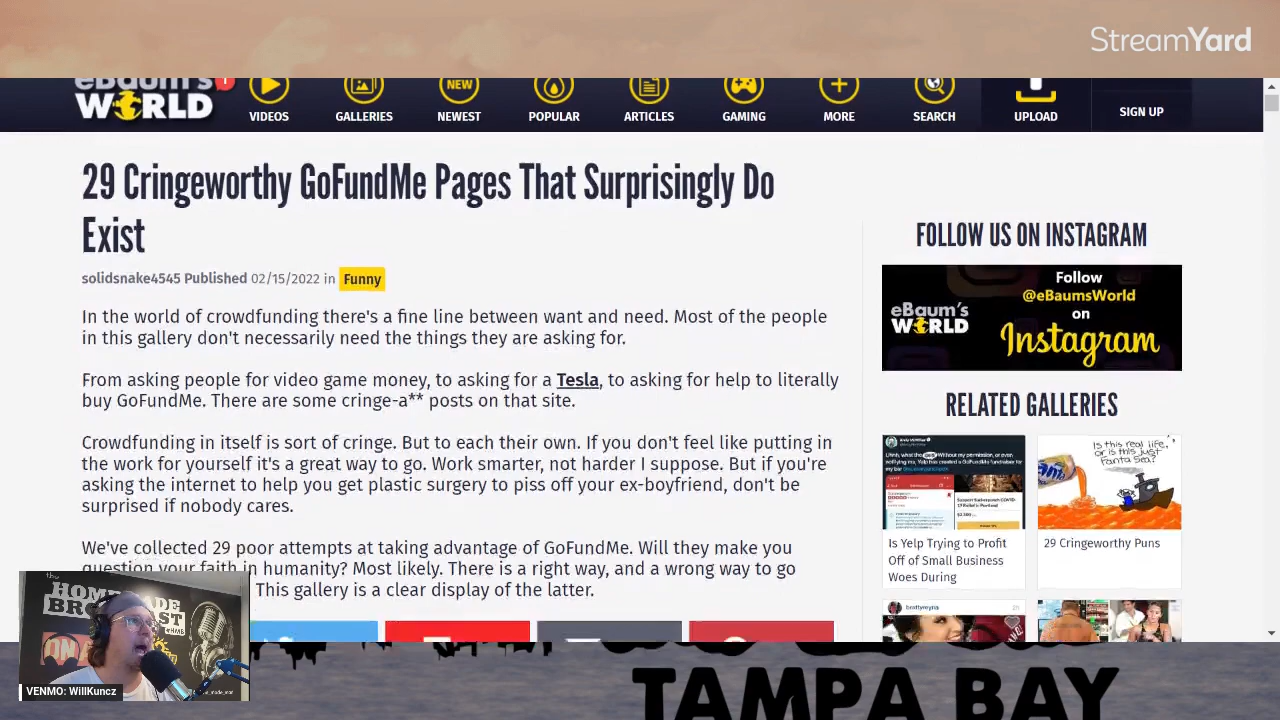 StreamYard
eBaum's
WORLD
VIDEOS
GALLERIES
NEW
NEWEST
POPULAR
ARTICLES
GAMING
MORE
SEARCH
UPLOAD
SIGN UP
29 Cringeworthy GoFundMe Pages That Surprisingly Do
Exist
solidsnake4545 Published 02/15/2022 in Funny
In the world of crowdfunding there's a fine line between want and need. Most of the people
in this gallery don't necessarily need the things they are asking for.
From asking people for video game money, to asking for a Tesla, to asking for help to literally
buy GoFundMe. There are some cringe-a** posts on that site.
Crowdfunding in itself is sort of cringe. But to each their own. If you don't feel like putting in
the work for yourself it's a great way to go. Work smarter, not harder I suppose. But if you're
asking the internet to help you get plastic surgery to piss off your ex-boyfriend, don't be
surprised if nobody cares.
We've collected 29 poor attempts at taking advantage of GoFundMe. Will they make you
question your faith in humanity? Most likely. There is a right way, and a wrong way to go
This gallery is a clear display of the latter.
FOLLOW US ON INSTAGRAM
eBaum's
WORLD
Follow
@eBaumsWorld
on
Instagram
RELATED GALLERIES
Is this real life,
or is this just
Fanta sea?
Is Yelp Trying to Profit
Off of Small Business
Woes During
29 Cringeworthy Puns
brattyreyna
the
ON
VENMO: WillKuncz
TAMPA BAY